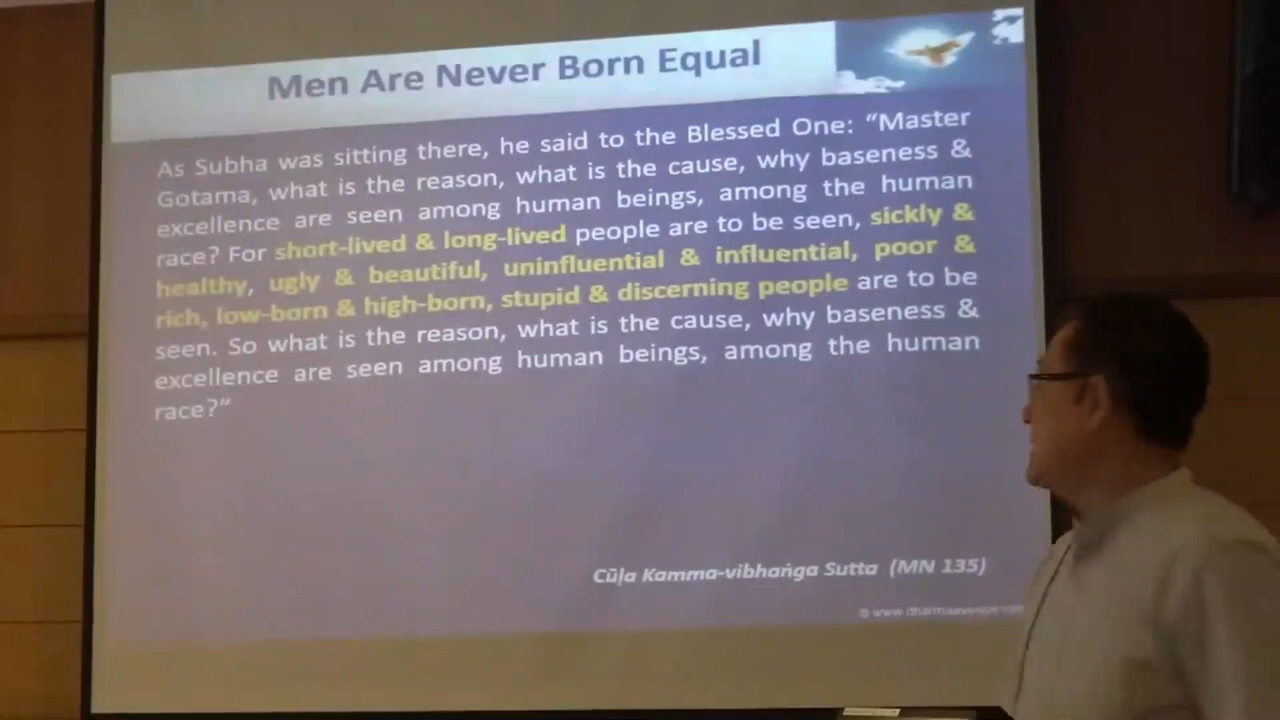 Men Are Never Born Equal
As Subha was sitting there, he said to the Blessed One: “Master
Gotama, what is the reason, what is the cause, why baseness &
excellence are seen among human beings, among the human
race? For short-lived & long-lived people are to be seen, sickly &
healthy, ugly & beautiful, uninfluential & influential, poor &
rich, low-born & high-born, stupid & discerning people are to be
seen. So what is the reason, what is the cause, why baseness &
excellence are seen among human beings, among the human
race?”
Cūḷa Kamma-vibhaṅga Sutta (MN 135)
©